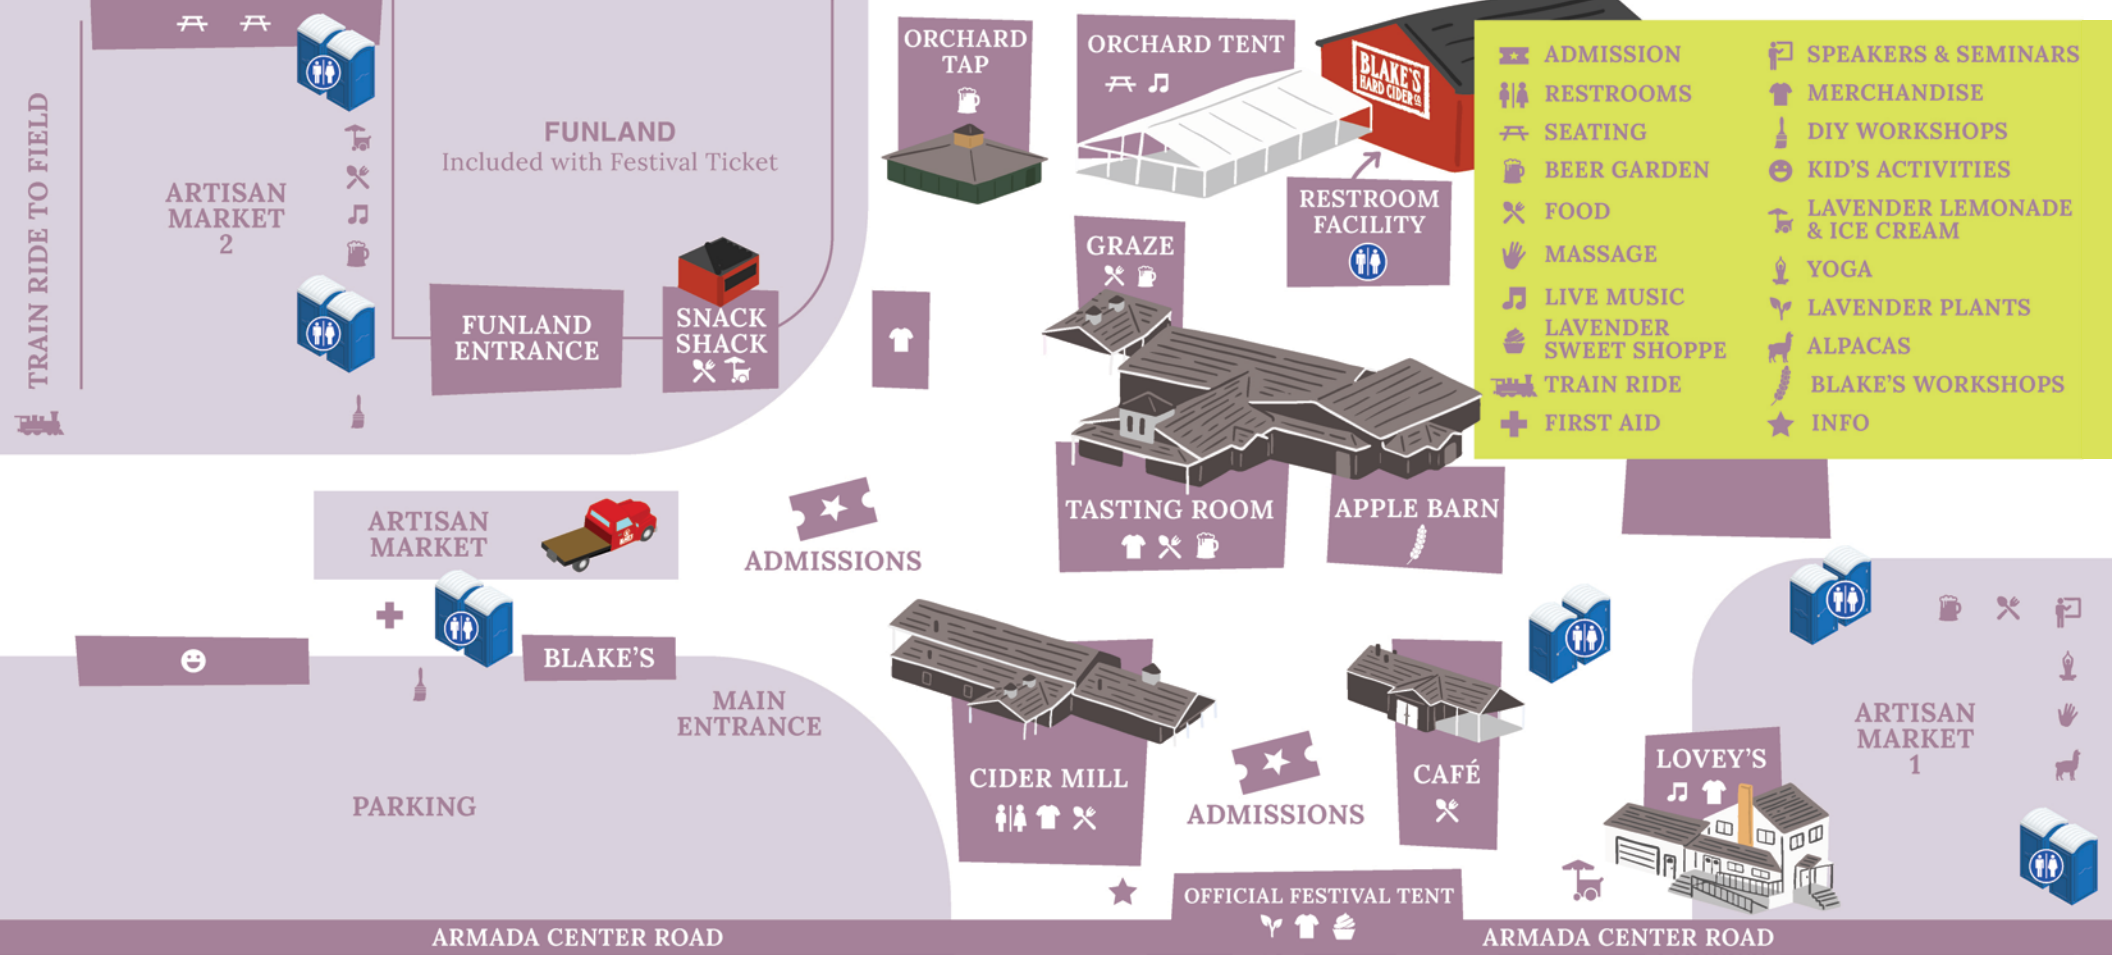 TRAIN RIDE TO FIELD
ARTISAN
MARKET
2
FUNLAND
Included with Festival Ticket
FUNLAND
ENTRANCE
SNACK
SHACK
ORCHARD
TAP
ORCHARD TENT
BLAKE'S
HARD CIDER CO.
RESTROOM
FACILITY
GRAZE
TASTING ROOM
APPLE BARN
ADMISSION
RESTROOMS
SEATING
BEER GARDEN
FOOD
MASSAGE
LIVE MUSIC
LAVENDER
SWEET SHOPPE
TRAIN RIDE
FIRST AID
SPEAKERS & SEMINARS
MERCHANDISE
DIY WORKSHOPS
KID'S ACTIVITIES
LAVENDER LEMONADE
& ICE CREAM
YOGA
LAVENDER PLANTS
ALPACAS
BLAKE'S WORKSHOPS
INFO
ARTISAN
MARKET
ADMISSIONS
BLAKE'S
MAIN
ENTRANCE
PARKING
CIDER MILL
ADMISSIONS
CAFÉ
LOVEY'S
ARTISAN
MARKET
1
OFFICIAL FESTIVAL TENT
ARMADA CENTER ROAD
ARMADA CENTER ROAD